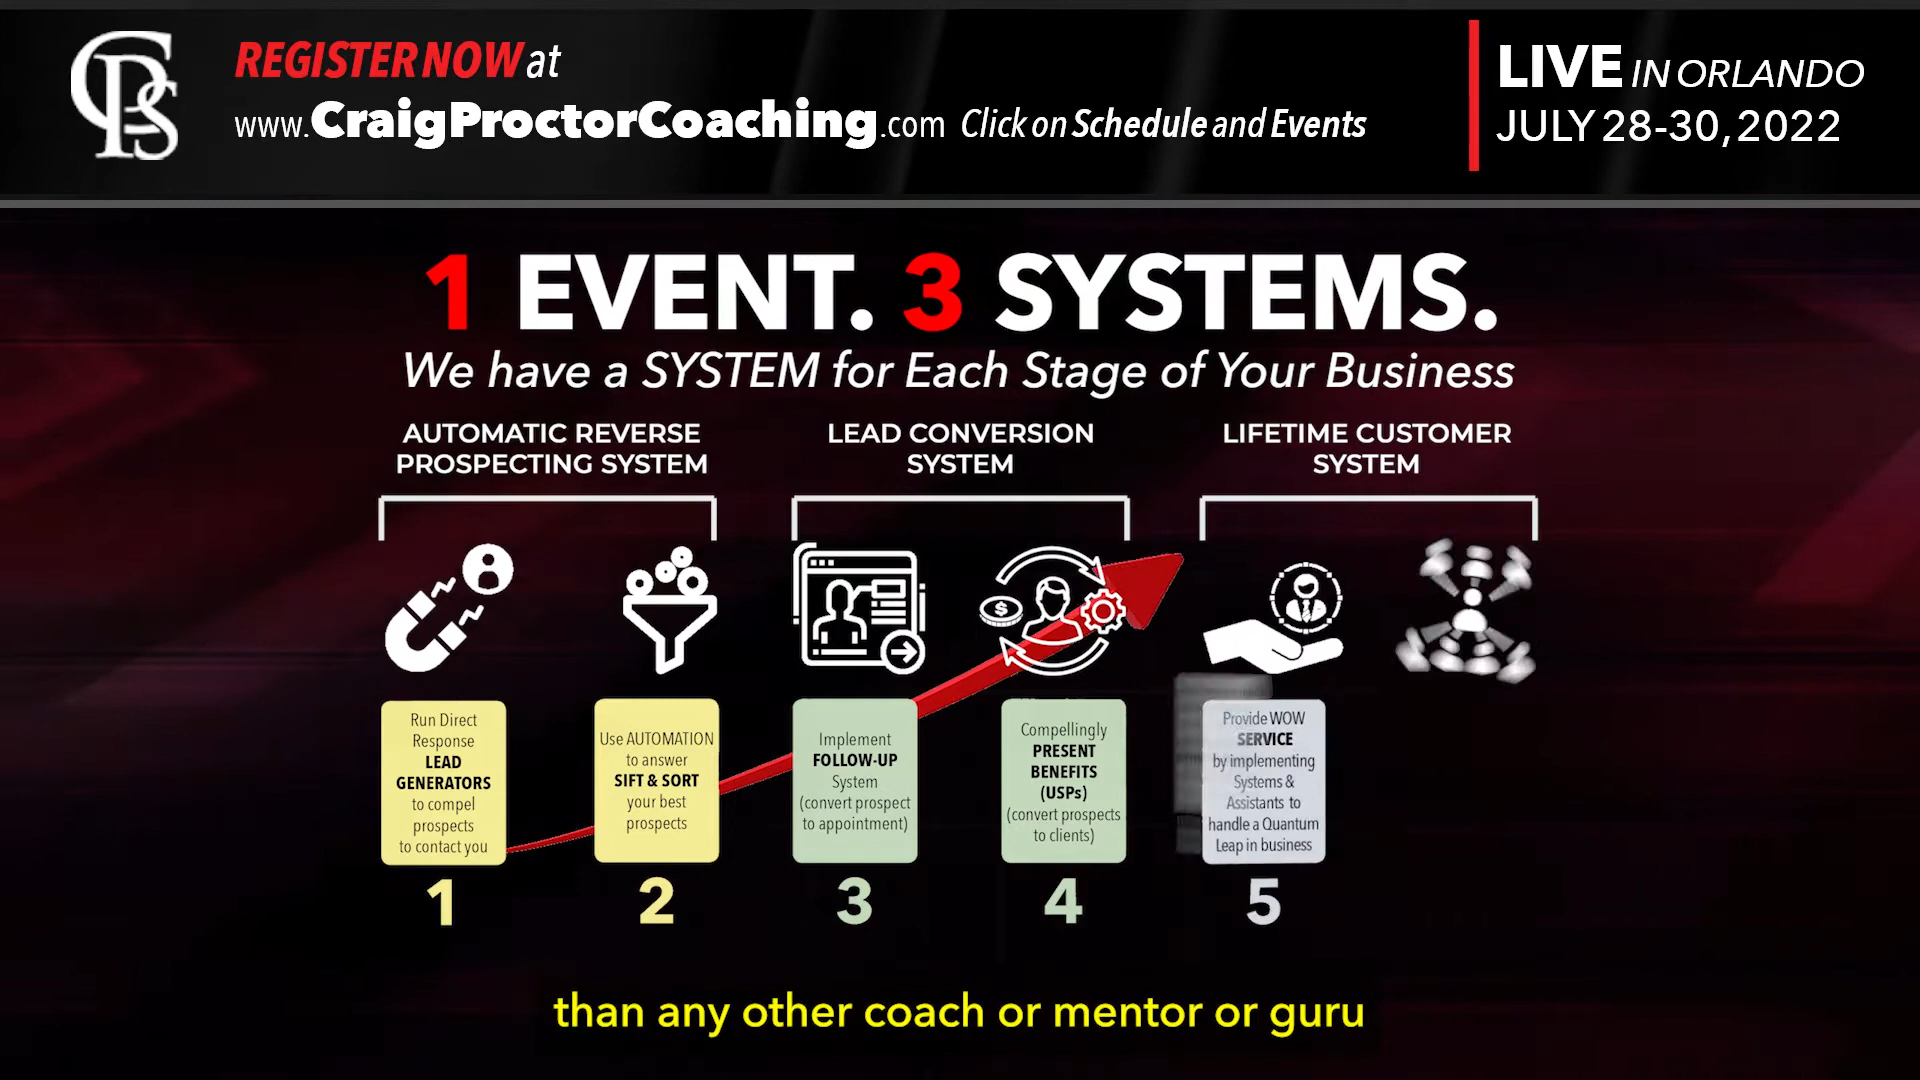 CPS
REGISTER NOW at
www.CraigProctorCoaching.com Click on Schedule and Events
LIVE IN ORLANDO
JULY 28-30, 2022
1 EVENT. 3 SYSTEMS.
We have a SYSTEM for Each Stage of Your Business
AUTOMATIC REVERSE
PROSPECTING SYSTEM
LEAD CONVERSION
SYSTEM
LIFETIME CUSTOMER
SYSTEM
$
Run Direct
Response
LEAD
GENERATORS
to compel
prospects
to contact you
1
Use AUTOMATION
to answer
SIFT & SORT
your best
prospects
2
Implement
FOLLOW-UP
System
(convert prospect
to appointment)
3
Compellingly
PRESENT
BENEFITS
(USPs)
(convert prospects
to clients)
4
Provide WOW
SERVICE
by implementing
Systems &
Assistants to
handle a Quantum
Leap in business
5
than any other coach or mentor or guru